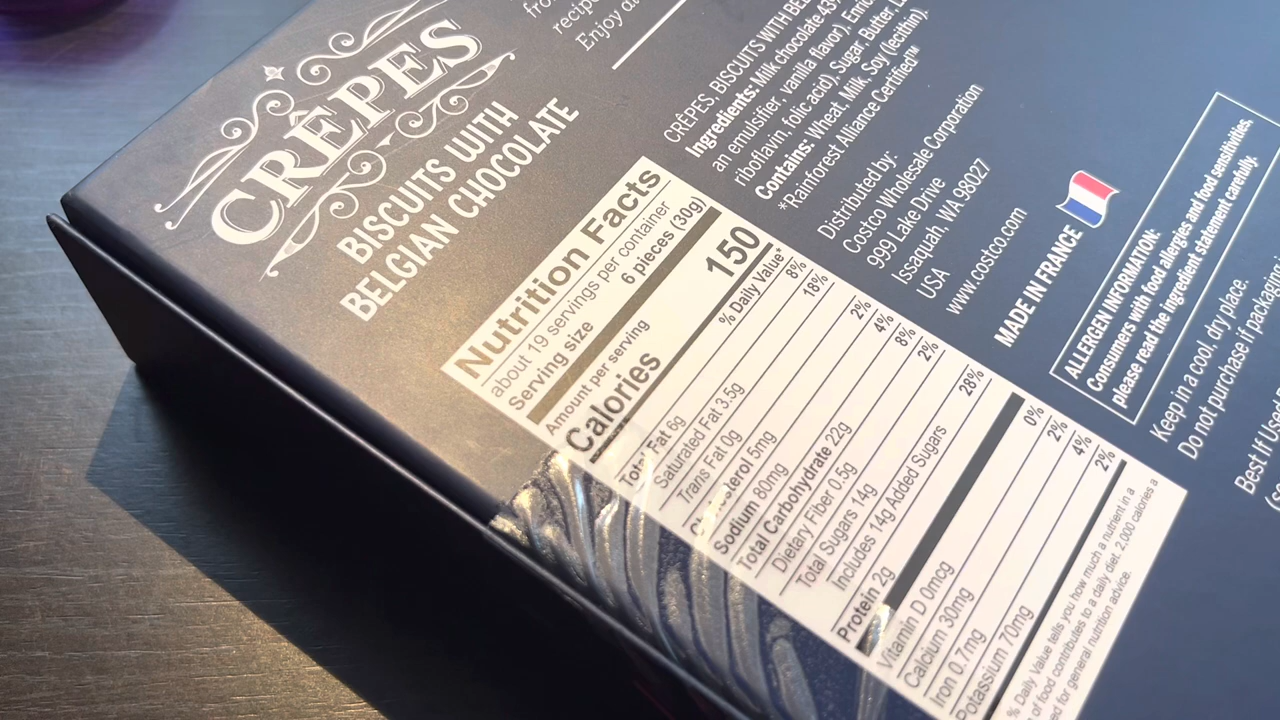 CRÊPES
BISCUITS WITH
BELGIAN CHOCOLATE
Enjoy
CRÊPES, BISCUITS WITH
Ingredients: Milk chocolate
an emulsifier, vanilla flavor),
riboflavin, folic acid), Sugar, Butter,
Contains: Wheat, Milk, Soy (lecithin).
*Rainforest Alliance Certified™
Distributed by:
Costco Wholesale Corporation
999 Lake Drive
Issaquah, WA 98027
USA
www.costco.com
MADE IN FRANCE
ALLERGEN INFORMATION:
Consumers with food allergies and food sensitivities,
please read the ingredient statement carefully.
Keep in a cool, dry place.
Do not purchase if packaging
Best if Used
Nutrition Facts
about 19 servings per container
Serving size 6 pieces (30g)
Amount per serving
Calories 150
% Daily Value*
Total Fat 6g 8%
Saturated Fat 3.5g 18%
Trans Fat 0g
Cholesterol 5mg 2%
Sodium 80mg 4%
Total Carbohydrate 22g 8%
Dietary Fiber 0.5g 2%
Total Sugars 14g
Includes 14g Added Sugars 28%
Protein 2g
Vitamin D 0mcg 0%
Calcium 30mg 2%
Iron 0.7mg 4%
Potassium 70mg 2%
% Daily Value tells you how much a nutrient in a
of food contributes to a daily diet. 2,000 calories a
for general nutrition advice.